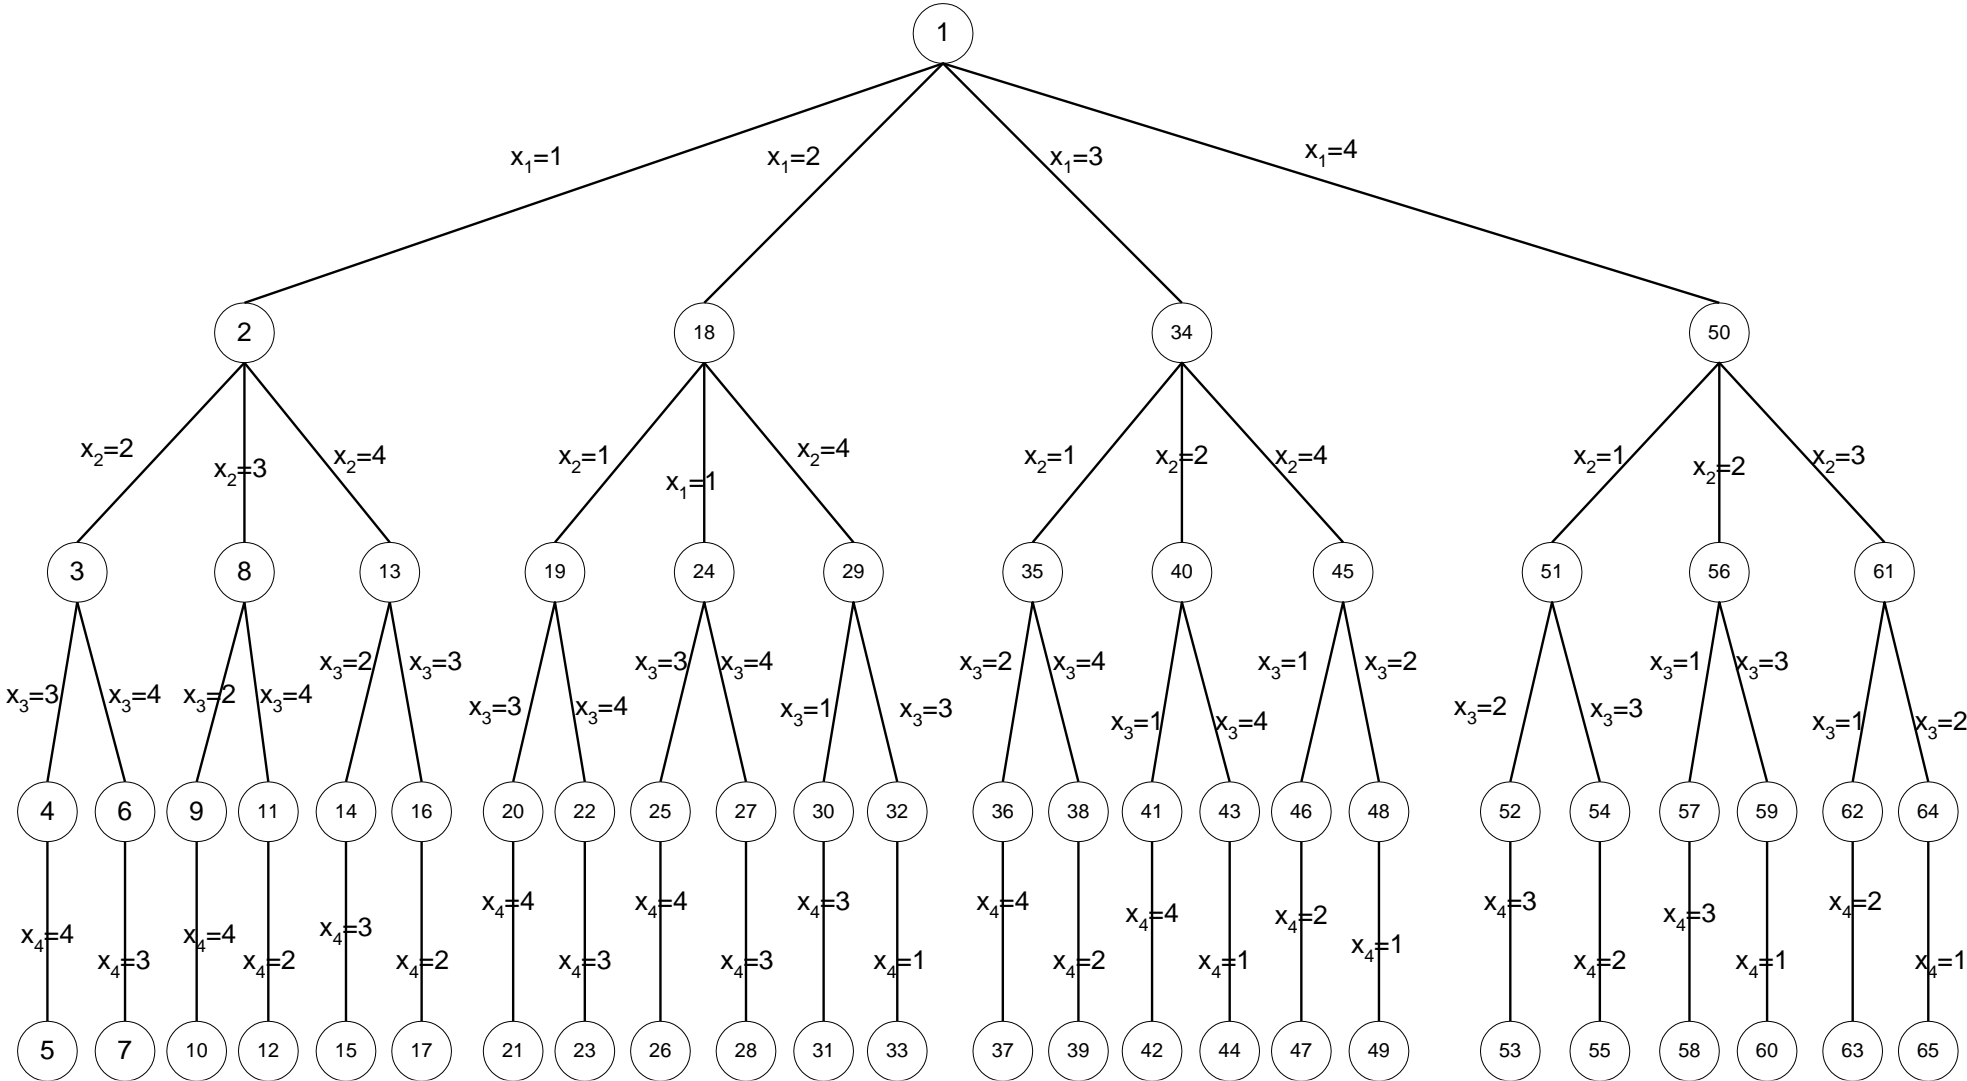 1
x₁=1 x₁=2 x₁=3 x₁=4
2 18 34 50
x₂=2 x₂=3 x₂=4 x₂=1 x₁=1 x₂=4 x₂=1 x₂=2 x₂=4 x₂=1 x₂=2 x₂=3
3 8 13 19 24 29 35 40 45 51 56 61
x₃=3 x₃=4 x₃=2 x₃=4 x₃=2 x₃=3 x₃=3 x₃=4 x₃=3 x₃=4 x₃=1 x₃=3 x₃=2 x₃=4 x₃=1 x₃=4 x₃=1 x₃=2 x₃=2 x₃=3 x₃=1 x₃=3 x₃=1 x₃=2
4 6 9 11 14 16 20 22 25 27 30 32 36 38 41 43 46 48 52 54 57 59 62 64
x₄=4 x₄=3 x₄=4 x₄=2 x₄=3 x₄=2 x₄=4 x₄=3 x₄=4 x₄=3 x₄=3 x₄=1 x₄=4 x₄=2 x₄=4 x₄=1 x₄=2 x₄=1 x₄=3 x₄=2 x₄=3 x₄=1 x₄=2 x₄=1
5 7 10 12 15 17 21 23 26 28 31 33 37 39 42 44 47 49 53 55 58 60 63 65